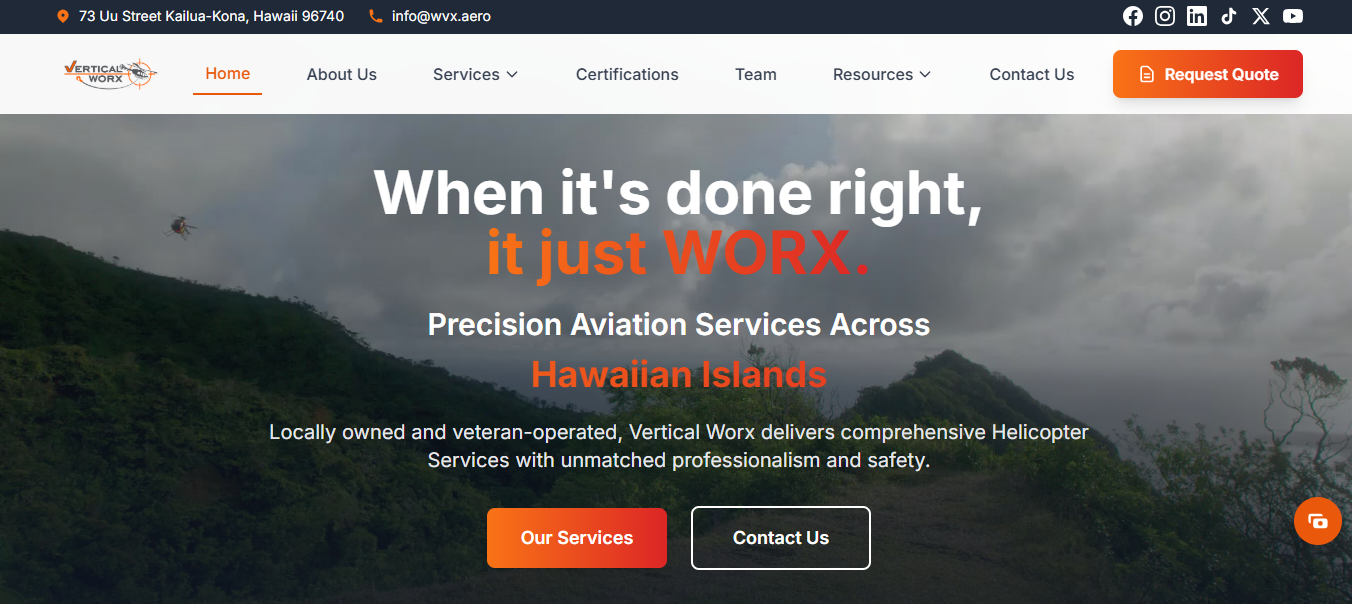 73 Uu Street Kailua-Kona, Hawaii 96740 info@wvx.aero
VERTICAL
WORX
Home About Us Services Certifications Team Resources Contact Us Request Quote
When it's done right,
it just WORX.
Precision Aviation Services Across
Hawaiian Islands
Locally owned and veteran-operated, Vertical Worx delivers comprehensive Helicopter
Services with unmatched professionalism and safety.
Our Services Contact Us